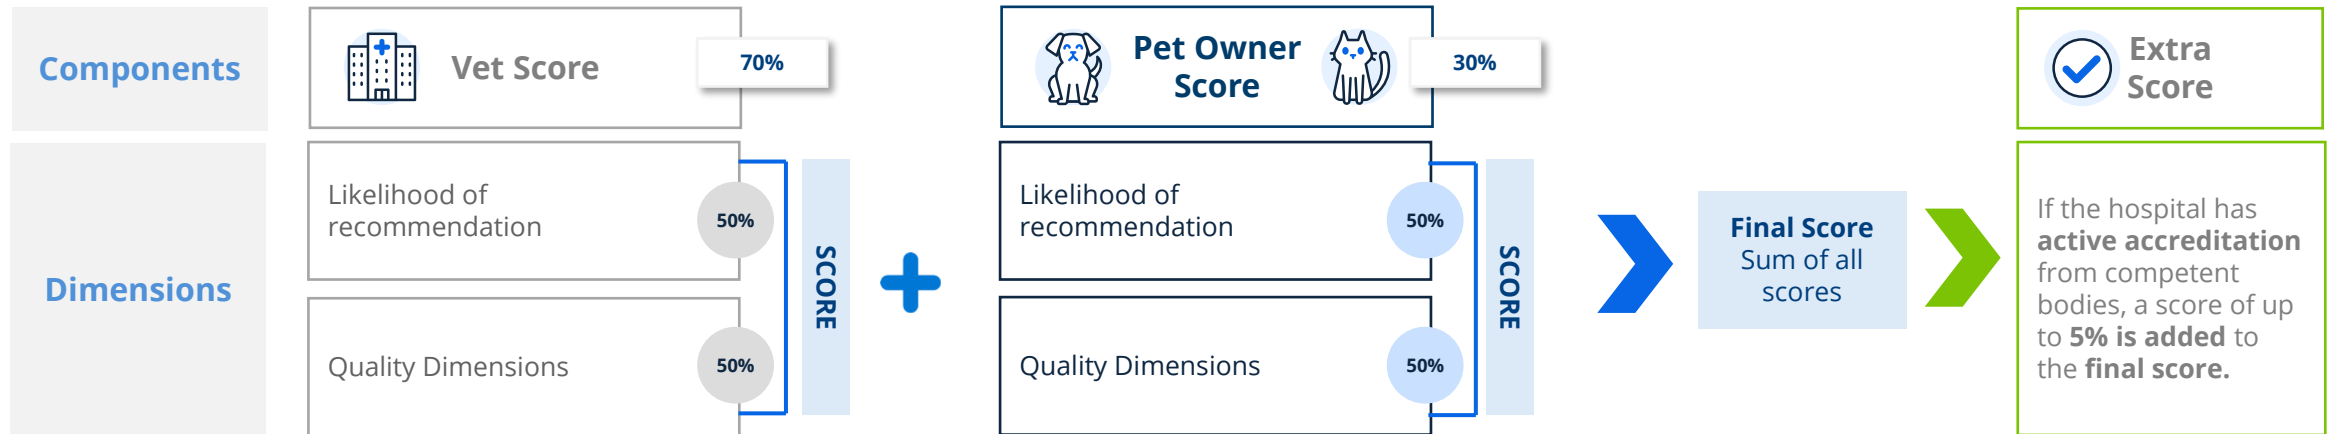 Components
Vet Score
70%
Pet Owner
Score
30%
Extra
Score
Dimensions
Likelihood of
recommendation
50%
Quality Dimensions
50%
SCORE
Likelihood of
recommendation
50%
Quality Dimensions
50%
SCORE
Final Score
Sum of all
scores
If the hospital has
active accreditation
from competent
bodies, a score of up
to 5% is added to
the final score.